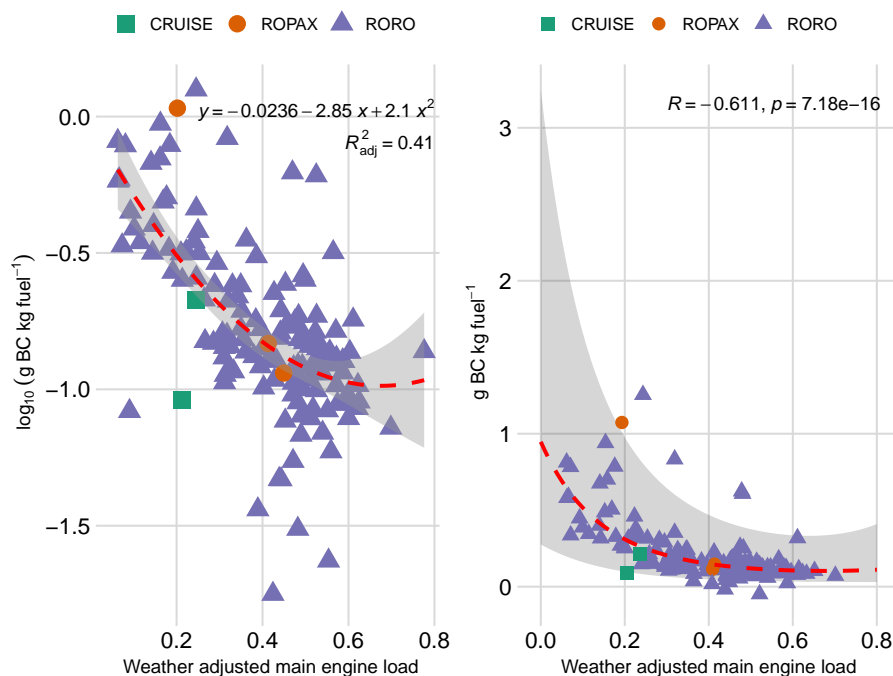 CRUISE ROPAX RORO
y = −0.0236 − 2.85 x + 2.1 x²
R²adj = 0.41
0.0
−0.5
−1.0
−1.5
log₁₀ (g BC kg fuel⁻¹)
0.2 0.4 0.6 0.8
Weather adjusted main engine load
CRUISE ROPAX RORO
R = −0.611, p = 7.18e−16
3
2
1
0
g BC kg fuel⁻¹
0.0 0.2 0.4 0.6 0.8
Weather adjusted main engine load